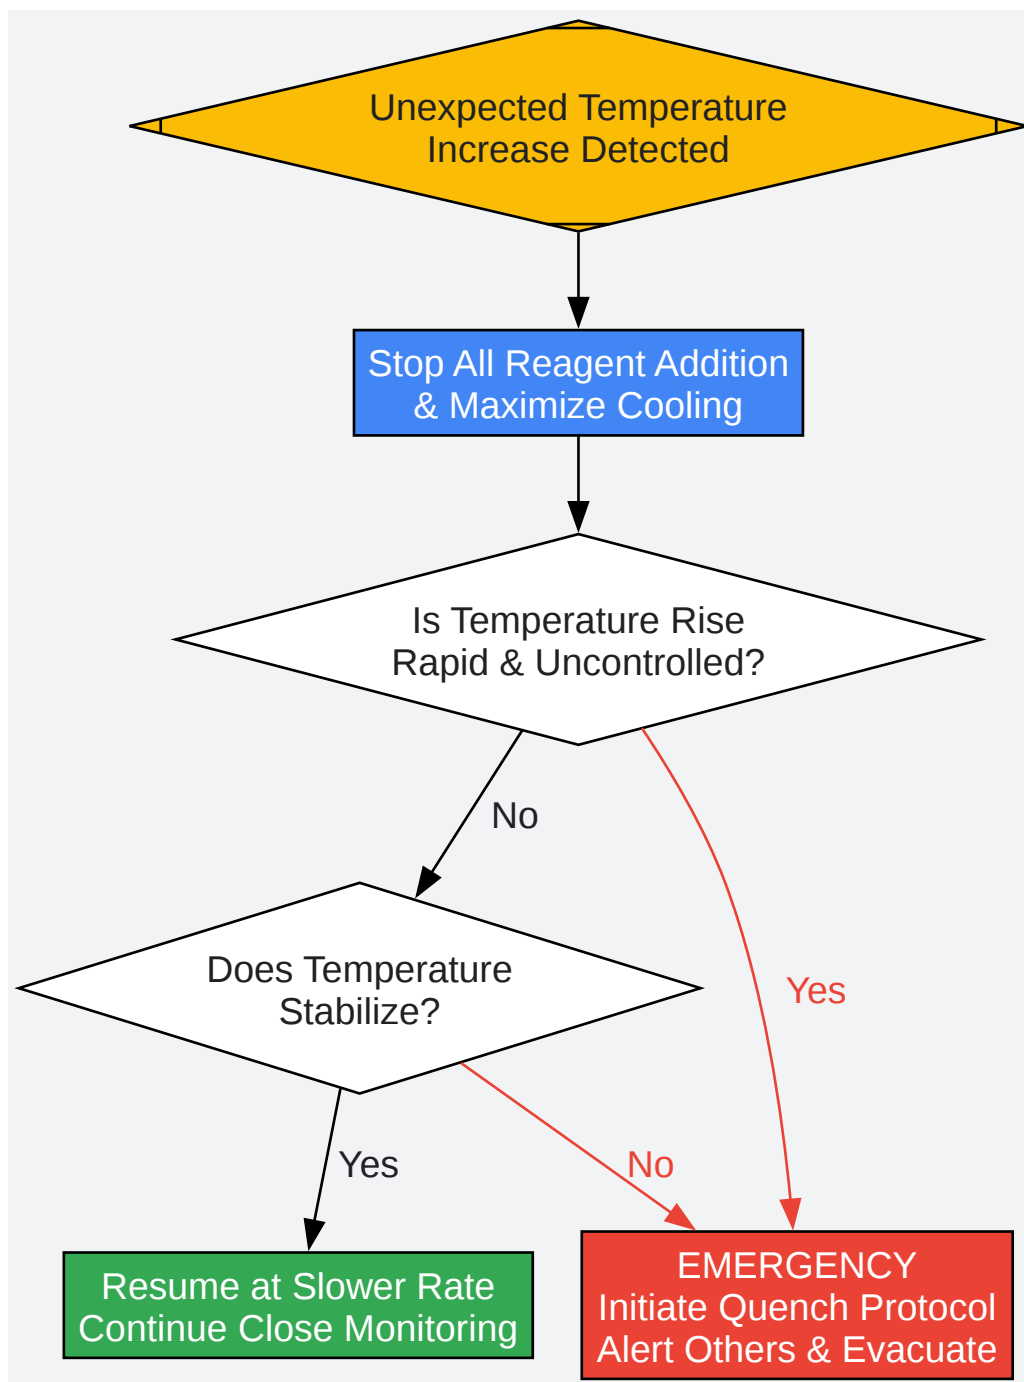 Unexpected Temperature
Increase Detected
Stop All Reagent Addition
& Maximize Cooling
Is Temperature Rise
Rapid & Uncontrolled?
No
Does Temperature
Stabilize?
Yes
Yes
No
Resume at Slower Rate
Continue Close Monitoring
EMERGENCY
Initiate Quench Protocol
Alert Others & Evacuate